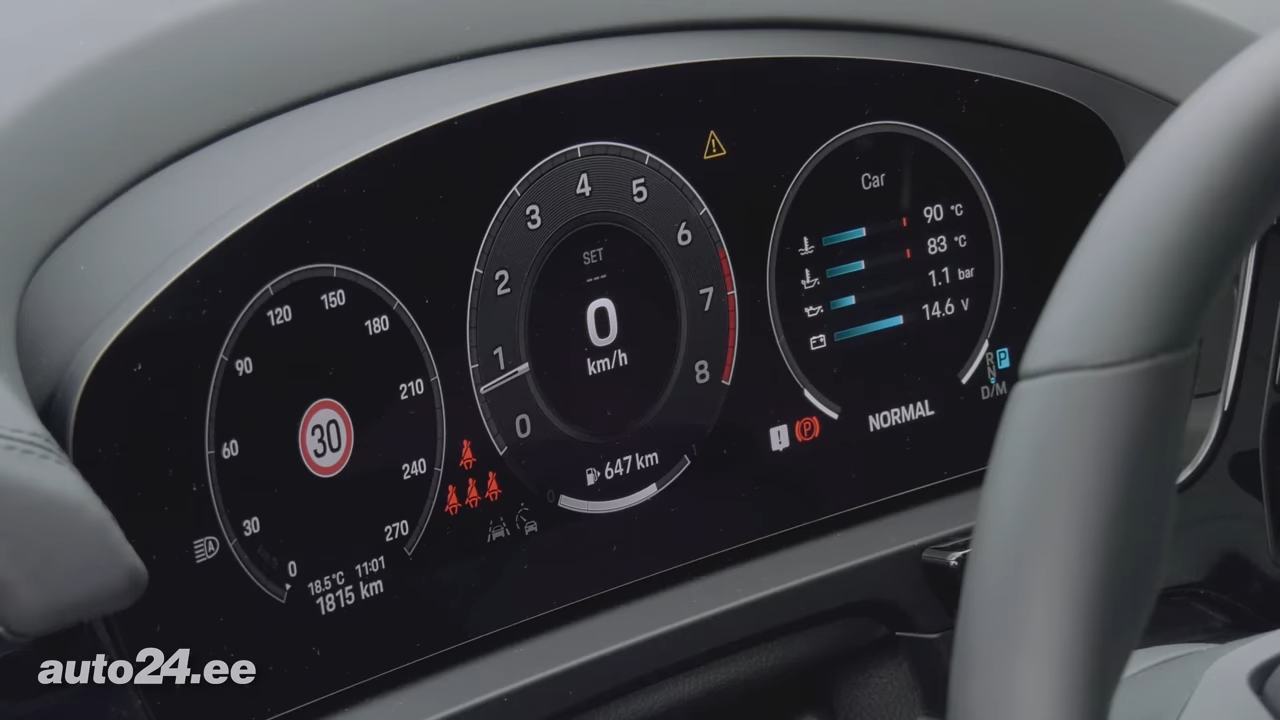 0
30
60
90
120
150
180
210
240
270
30
18.5°C 11:01
1815 km
0
1
2
3
4
5
6
7
8
SET
---
0
km/h
647 km
0
1
Car
90 °C
83 °C
1.1 bar
14.6 V
NORMAL
P
R
N
D/M
P
A
auto24.ee